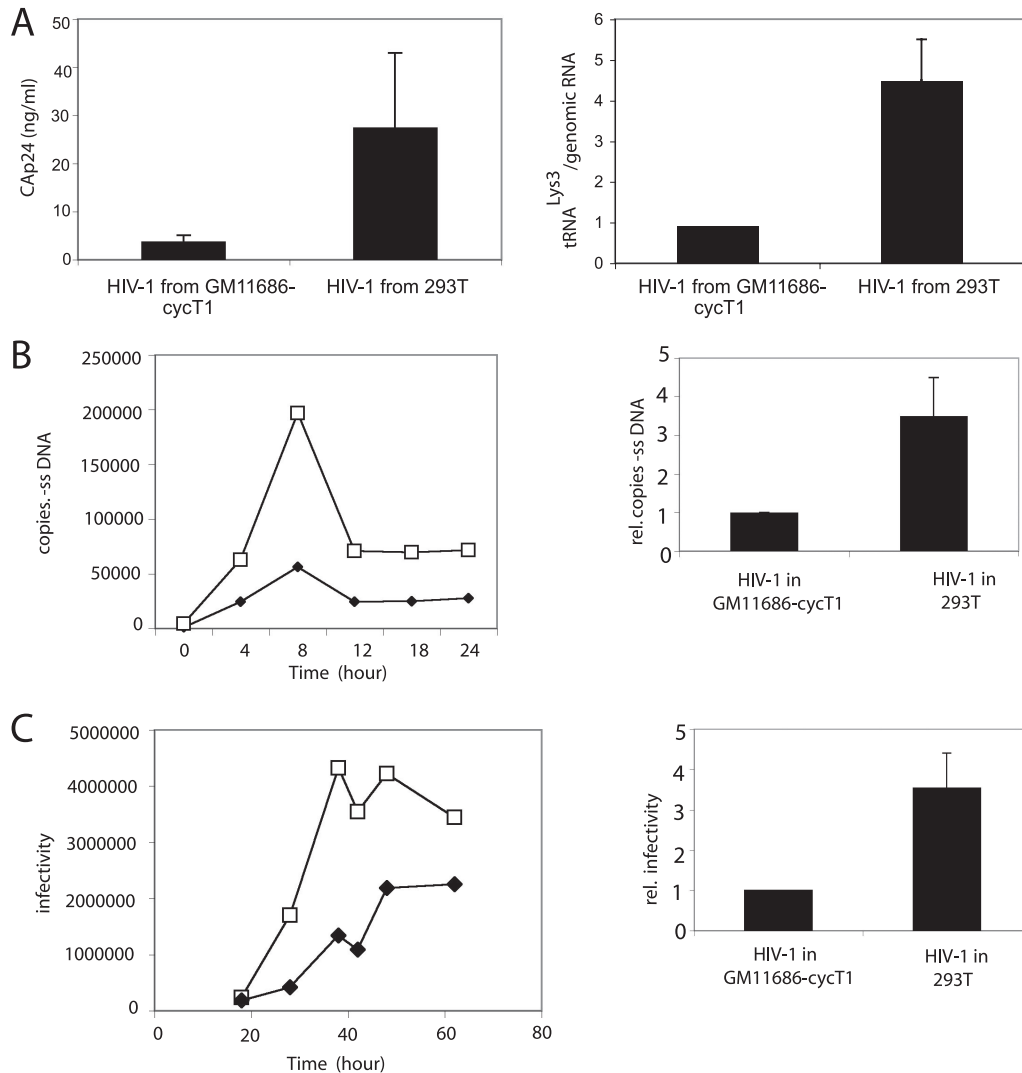 A
CAp24 (ng/ml)
50
40
30
20
10
0
HIV-1 from GM11686-
cycT1
HIV-1 from 293T
tRNA Lys3 /genomic RNA
6
5
4
3
2
1
0
HIV-1 from GM11686-
cycT1
HIV-1 from 293T
B
copies.-ss DNA
250000
200000
150000
100000
50000
0
0 4 8 12 18 24
Time (hour)
rel. copies -ss DNA
5
4
3
2
1
0
HIV-1 in
GM11686-cycT1
HIV-1 in
293T
C
infectivity
5000000
4000000
3000000
2000000
1000000
0
0 20 40 60 80
Time (hour)
rel. infectivity
5
4
3
2
1
0
HIV-1 in
GM11686-cycT1
HIV-1 in
293T